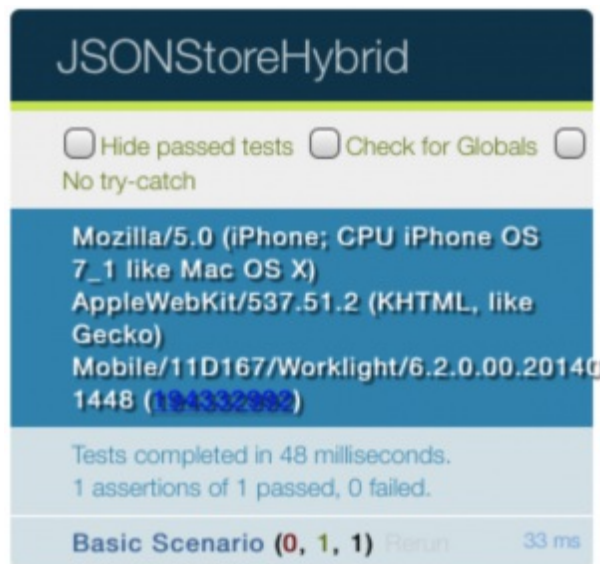 JSONStoreHybrid
Hide passed tests Check for Globals
No try-catch
Mozilla/5.0 (iPhone; CPU iPhone OS
7_1 like Mac OS X)
AppleWebKit/537.51.2 (KHTML, like
Gecko)
Mobile/11D167/Worklight/6.2.0.00.20140
1448 (194332992)
Tests completed in 48 milliseconds.
1 assertions of 1 passed, 0 failed.
Basic Scenario (0, 1, 1) Rerun 33 ms